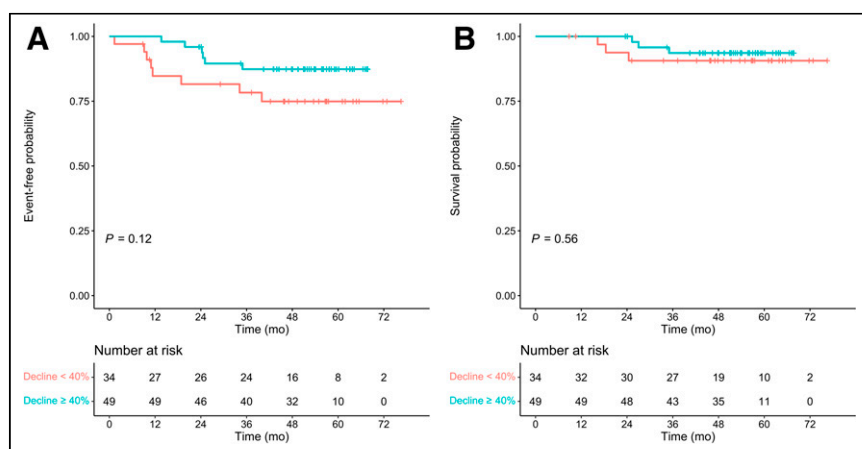 A
1.00
0.75
0.50
0.25
0.00
Event-free probability
P = 0.12
0 12 24 36 48 60 72
Time (mo)
Number at risk
Decline < 40% 34 27 26 24 16 8 2
Decline ≥ 40% 49 49 46 40 32 10 0
0 12 24 36 48 60 72
Time (mo)
B
1.00
0.75
0.50
0.25
0.00
Survival probability
P = 0.56
0 12 24 36 48 60 72
Time (mo)
Number at risk
Decline < 40% 34 32 30 27 19 10 2
Decline ≥ 40% 49 49 48 43 35 11 0
0 12 24 36 48 60 72
Time (mo)